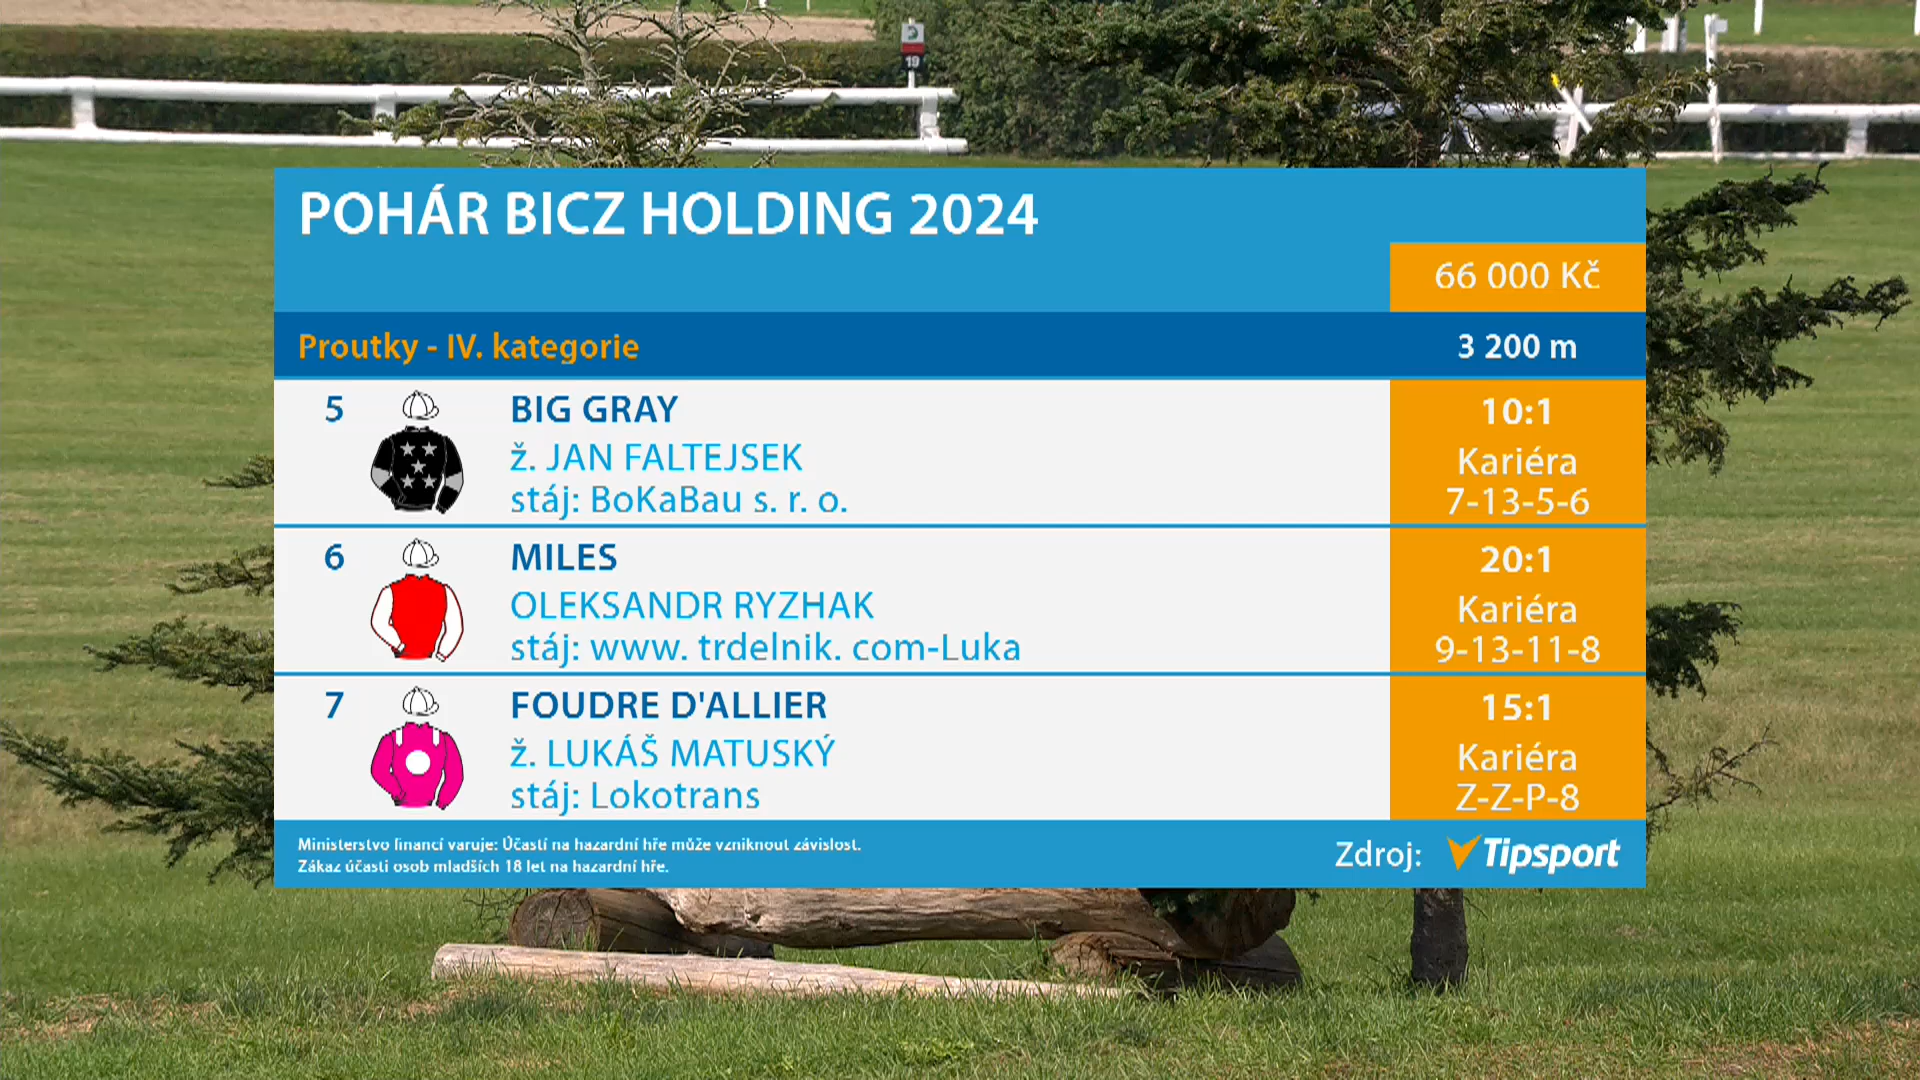 19
POHÁR BICZ HOLDING 2024
66 000 Kč
Proutky - IV. kategorie
3 200 m
5
BIG GRAY
10:1
ž. JAN FALTEJSEK
Kariéra
stáj: BoKaBau s. r. o.
7-13-5-6
6
MILES
20:1
OLEKSANDR RYZHAK
Kariéra
stáj: www. trdelnik. com-Luka
9-13-11-8
7
FOUDRE D'ALLIER
15:1
ž. LUKÁŠ MATUSKÝ
Kariéra
stáj: Lokotrans
Z-Z-P-8
Ministerstvo financí varuje: Účastí na hazardní hře může vzniknout závislost.
Zákaz účasti osob mladších 18 let na hazardní hře.
Zdroj: Tipsport